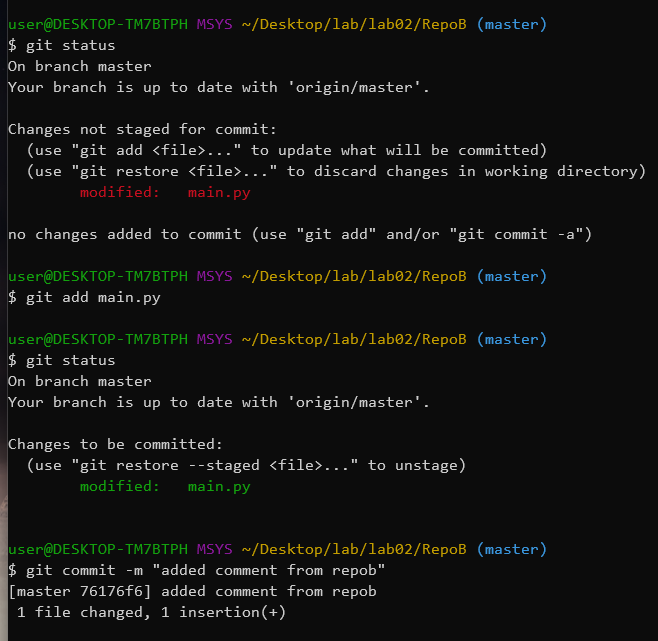 user@DESKTOP-TM7BTPH MSYS ~/Desktop/lab/lab02/RepoB (master)
$ git status
On branch master
Your branch is up to date with 'origin/master'.
Changes not staged for commit:
  (use "git add <file>..." to update what will be committed)
  (use "git restore <file>..." to discard changes in working directory)
        modified:   main.py
no changes added to commit (use "git add" and/or "git commit -a")
user@DESKTOP-TM7BTPH MSYS ~/Desktop/lab/lab02/RepoB (master)
$ git add main.py
user@DESKTOP-TM7BTPH MSYS ~/Desktop/lab/lab02/RepoB (master)
$ git status
On branch master
Your branch is up to date with 'origin/master'.
Changes to be committed:
  (use "git restore --staged <file>..." to unstage)
        modified:   main.py
user@DESKTOP-TM7BTPH MSYS ~/Desktop/lab/lab02/RepoB (master)
$ git commit -m "added comment from repob"
[master 76176f6] added comment from repob
 1 file changed, 1 insertion(+)